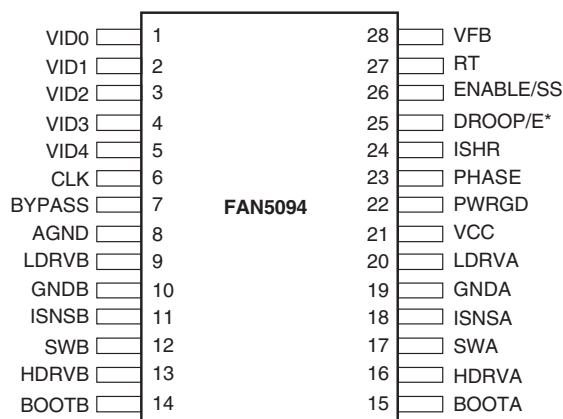 VID0 1 28 VFB
VID1 2 27 RT
VID2 3 26 ENABLE/SS
VID3 4 25 DROOP/E*
VID4 5 24 ISHR
CLK 6 23 PHASE
BYPASS 7 FAN5094 22 PWRGD
AGND 8 21 VCC
LDRVB 9 20 LDRVA
GNDB 10 19 GNDA
ISNSB 11 18 ISNSA
SWB 12 17 SWA
HDRVB 13 16 HDRVA
BOOTB 14 15 BOOTA